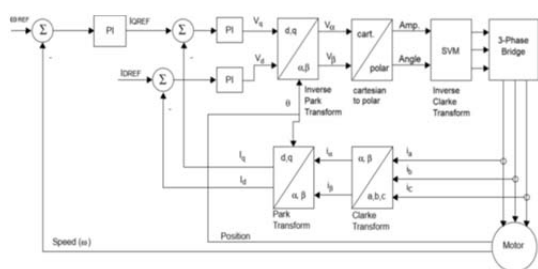 ωREF
Σ
PI
IQREF
Σ
PI
Vq
d,q
α,β
Vα
Vβ
cart.
polar
Amp.
Angle
SVM
3-Phase
Bridge
IDREF
Σ
PI
Vd
θ
Inverse
Park
Transform
cartesian
to polar
Inverse
Clarke
Transform
Iq
Id
d,q
α, β
iα
iβ
α, β
a,b,c
ia
ib
iC
Park
Transform
Clarke
Transform
Position
Speed (ω)
Motor